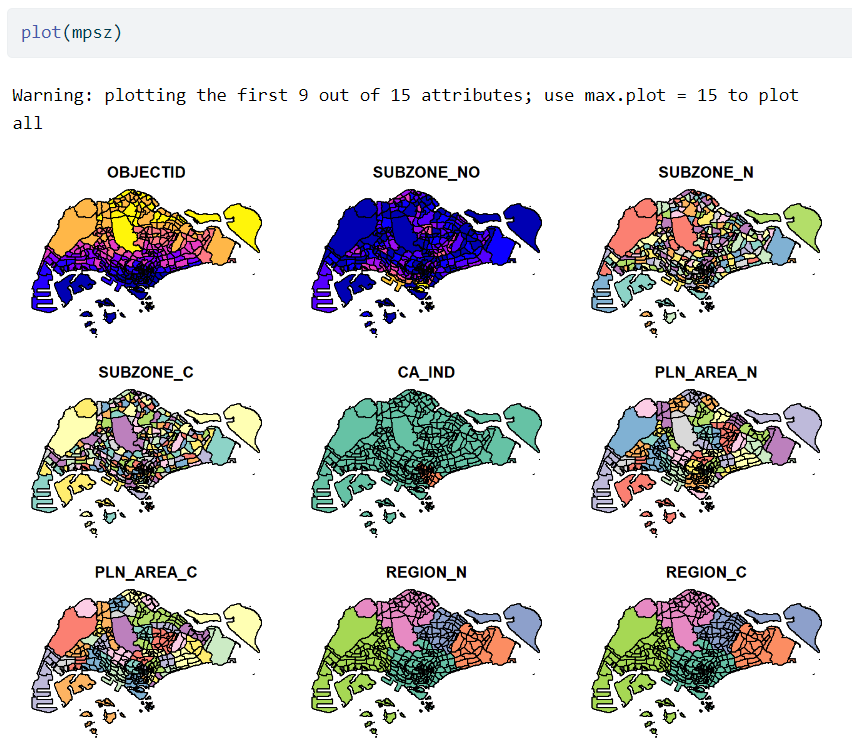 plot(mpsz)
Warning: plotting the first 9 out of 15 attributes; use max.plot = 15 to plot
all
OBJECTID
SUBZONE_NO
SUBZONE_N
SUBZONE_C
CA_IND
PLN_AREA_N
PLN_AREA_C
REGION_N
REGION_C